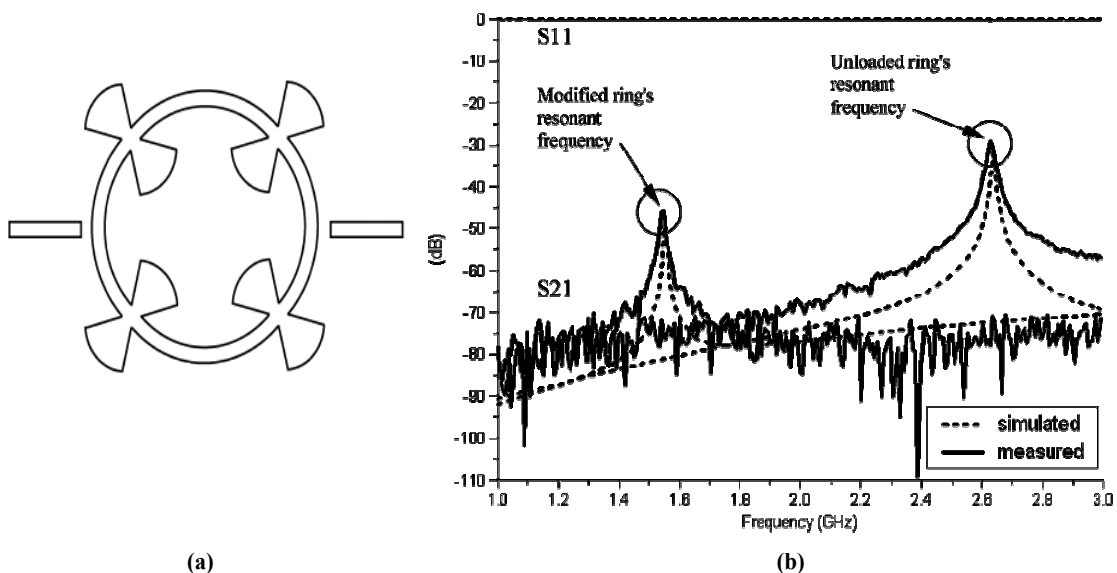 S11
Unloaded ring's
resonant
frequency
Modified ring's
resonant
frequency
S21
(dB)
0
-10
-20
-30
-40
-50
-60
-70
-80
-90
-100
-110
simulated
measured
1.0 1.2 1.4 1.6 1.8 2.0 2.2 2.4 2.6 2.8 3.0
Frequency (GHz)
(a) (b)